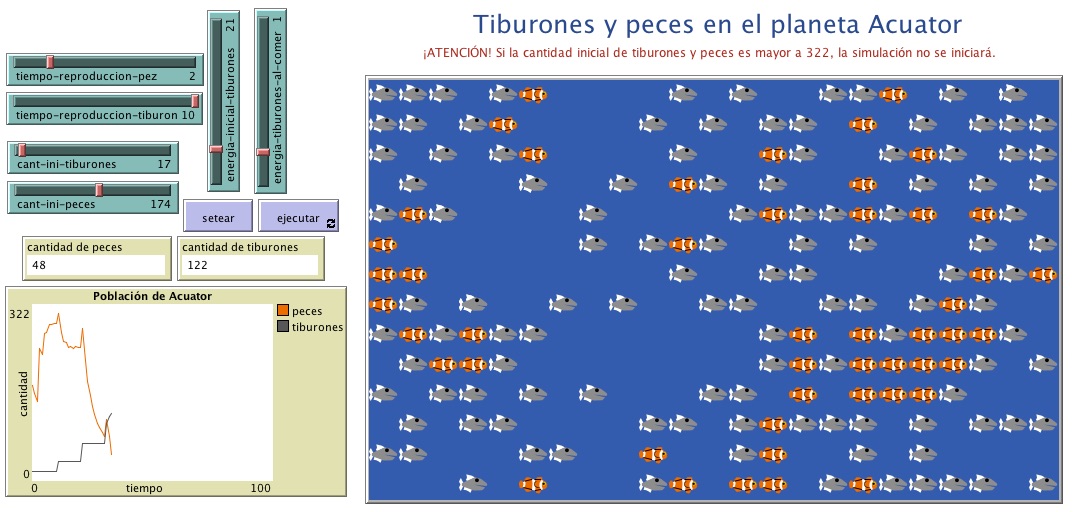 Tiburones y peces en el planeta Acuator
¡ATENCIÓN! Si la cantidad inicial de tiburones y peces es mayor a 322, la simulación no se iniciará.
tiempo-reproduccion-pez 2
tiempo-reproduccion-tiburon 10
cant-ini-tiburones 17
cant-ini-peces 174
energia-inicial-tiburones 21
energia-tiburones-al-comer 1
setear
ejecutar
cantidad de peces
48
cantidad de tiburones
122
Población de Acuator
322
cantidad
0
0 tiempo 100
peces
tiburones